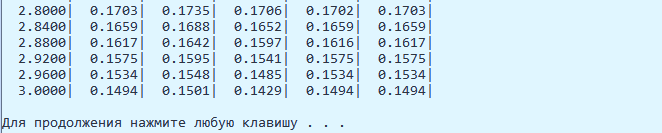 2.8000| 0.1703| 0.1735| 0.1706| 0.1702| 0.1703|
2.8400| 0.1659| 0.1688| 0.1652| 0.1659| 0.1659|
2.8800| 0.1617| 0.1642| 0.1597| 0.1616| 0.1617|
2.9200| 0.1575| 0.1595| 0.1541| 0.1575| 0.1575|
2.9600| 0.1534| 0.1548| 0.1485| 0.1534| 0.1534|
3.0000| 0.1494| 0.1501| 0.1429| 0.1494| 0.1494|
Для продолжения нажмите любую клавишу . . .